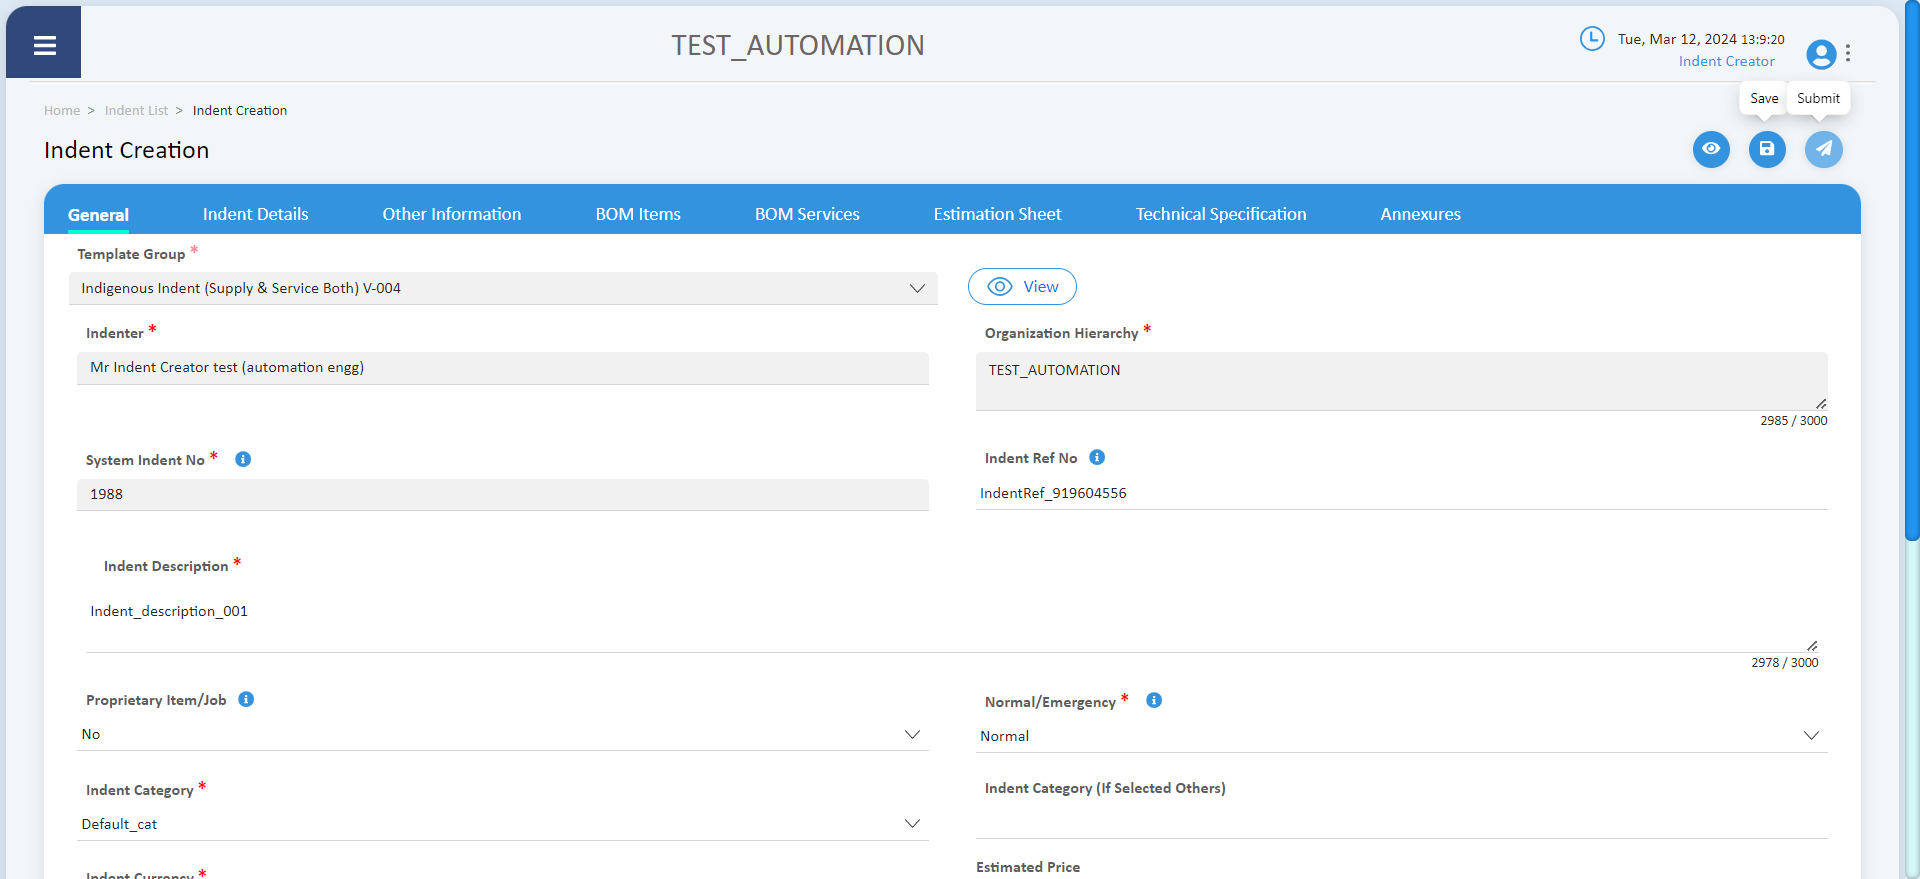 TEST_AUTOMATION
Tue, Mar 12, 2024 13:9:20
Indent Creator
Home > Indent List > Indent Creation
Save Submit
Indent Creation
General Indent Details Other Information BOM Items BOM Services Estimation Sheet Technical Specification Annexures
Template Group *
Indigenous Indent (Supply & Service Both) V-004
View
Indenter *
Organization Hierarchy *
Mr Indent Creator test (automation engg)
TEST_AUTOMATION
2985 / 3000
System Indent No *
Indent Ref No
1988
IndentRef_919604556
Indent Description *
Indent_description_001
2978 / 3000
Proprietary Item/Job
Normal/Emergency *
No
Normal
Indent Category *
Indent Category (If Selected Others)
Default_cat
Estimated Price
Indent Currency *